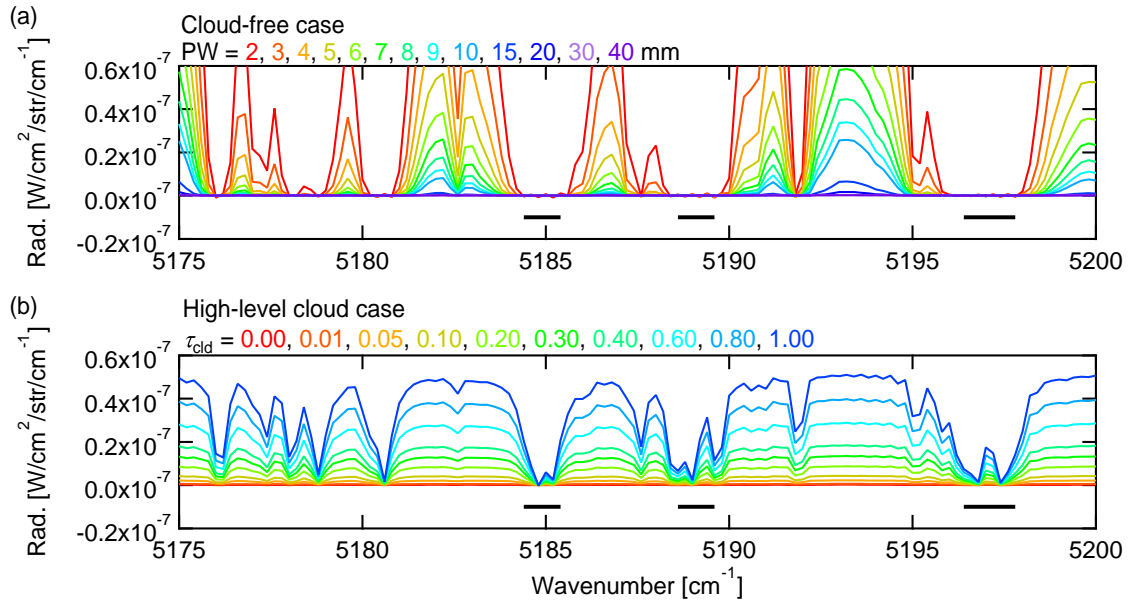 (a)
Cloud-free case
PW = 2, 3, 4, 5, 6, 7, 8, 9, 10, 15, 20, 30, 40 mm
Rad. [W/cm²/str/cm⁻¹]
0.6x10⁻⁷
0.4x10⁻⁷
0.2x10⁻⁷
0.0x10⁻⁷
-0.2x10⁻⁷
5175 5180 5185 5190 5195 5200
(b)
High-level cloud case
τcld = 0.00, 0.01, 0.05, 0.10, 0.20, 0.30, 0.40, 0.60, 0.80, 1.00
Rad. [W/cm²/str/cm⁻¹]
0.6x10⁻⁷
0.4x10⁻⁷
0.2x10⁻⁷
0.0x10⁻⁷
-0.2x10⁻⁷
5175 5180 5185 5190 5195 5200
Wavenumber [cm⁻¹]